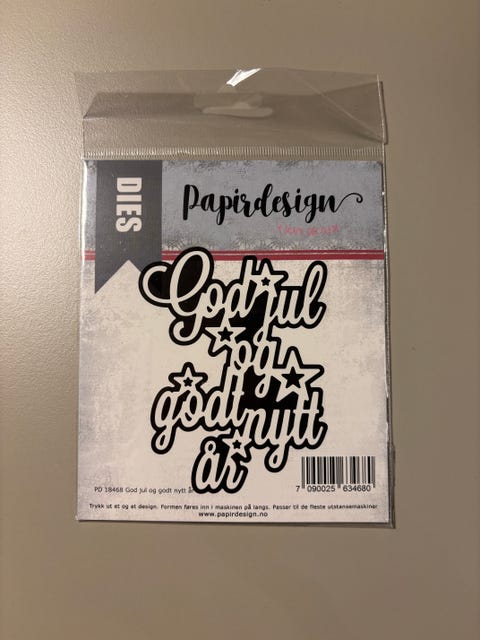 DIES
Papirdesign
God jul
og
godt nytt
år
PD 18468 God jul og godt nytt år
7 090025 634680
Trykk ut et og et design. Formen føres inn i maskinen på langs. Passer til de fleste utstansemaskiner
www.papirdesign.no